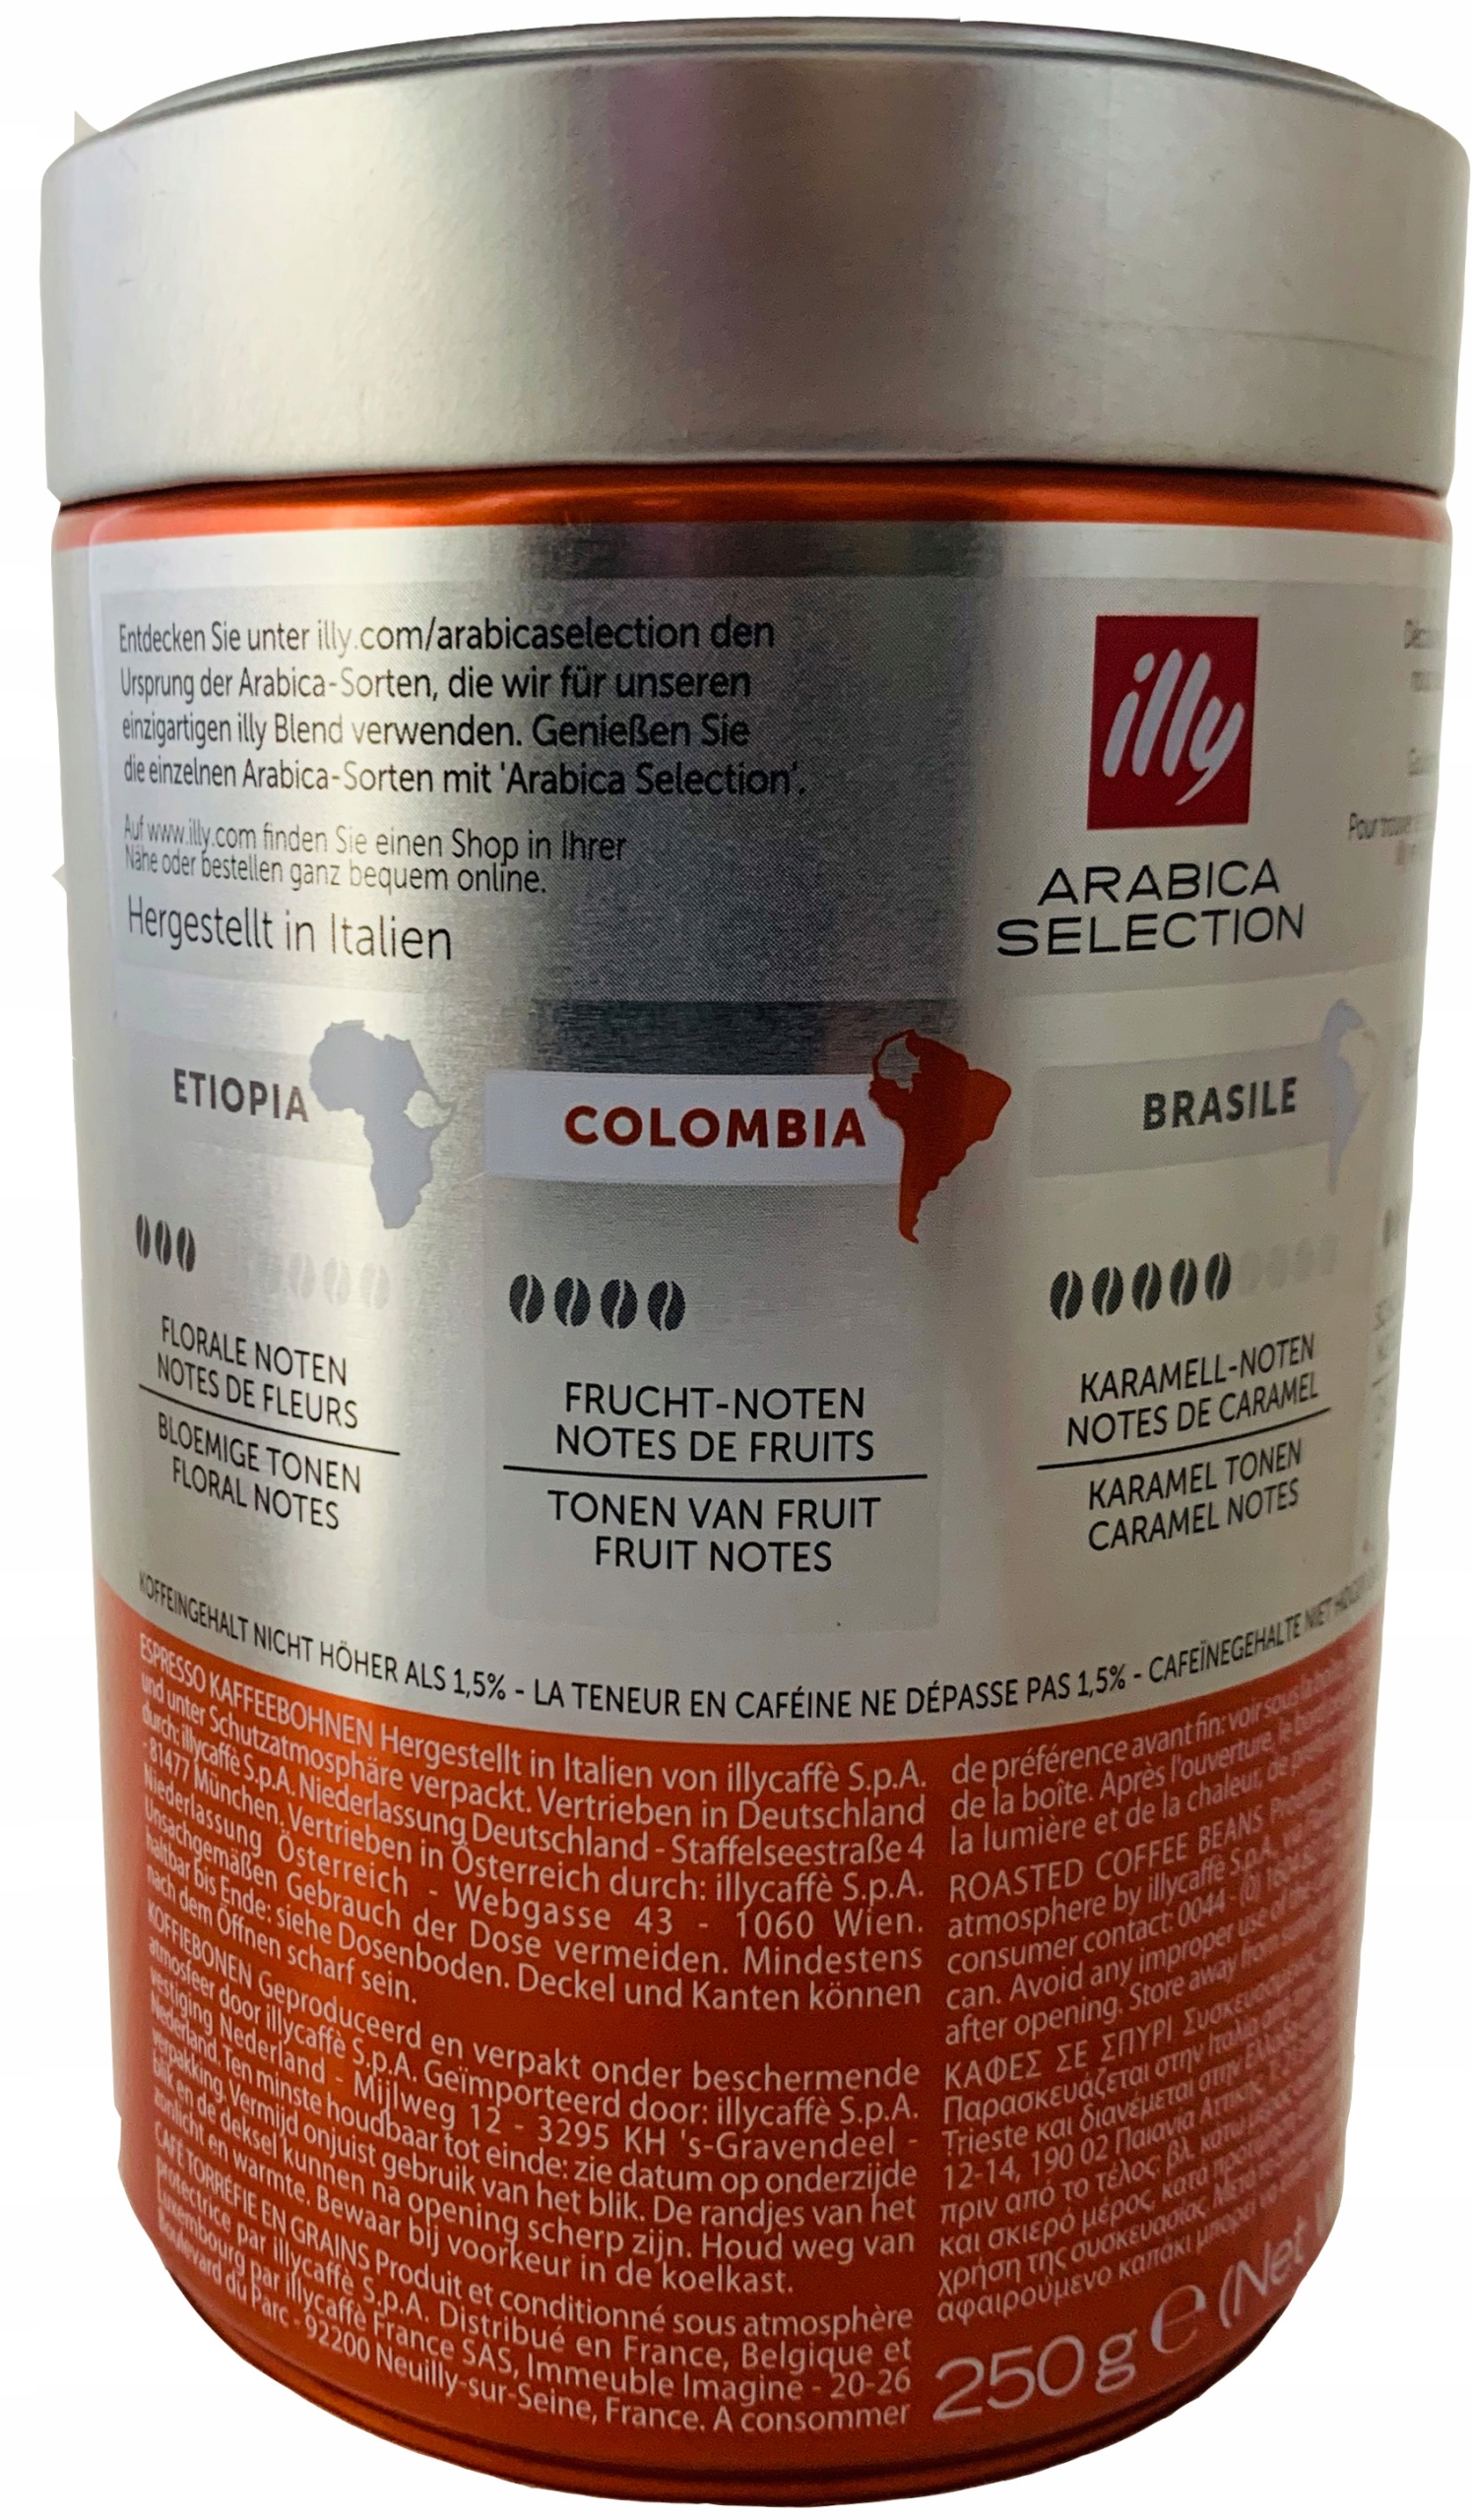 Entdecken Sie unter illy.com/arabicaselection den
Ursprung der Arabica-Sorten, die wir für unseren
einzigartigen illy Blend verwenden. Genießen Sie
die einzelnen Arabica-Sorten mit 'Arabica Selection'.
Auf www.illy.com finden Sie einen Shop in Ihrer
Nähe oder bestellen ganz bequem online.
Hergestellt in Italien
illy
ARABICA
SELECTION
Pour
ETIOPIA
COLOMBIA
BRASILE
FLORALE NOTEN
NOTES DE FLEURS
BLOEMIGE TONEN
FLORAL NOTES
FRUCHT-NOTEN
NOTES DE FRUITS
TONEN VAN FRUIT
FRUIT NOTES
KARAMELL-NOTEN
NOTES DE CARAMEL
KARAMEL TONEN
CARAMEL NOTES
KOFFEINGEHALT NICHT HÖHER ALS 1,5% - LA TENEUR EN CAFÉINE NE DÉPASSE PAS 1,5% - CAFEÏNEGEHALTE NIET
ESPRESSO KAFFEEBOHNEN Hergestellt in Italien von illycaffè S.p.A.
und unter Schutzatmosphäre verpackt. Vertrieben in Deutschland
durch: illycaffè S.p.A. Niederlassung Deutschland - Staffelseestraße 4
- 81477 München. Vertrieben in Österreich durch: illycaffè S.p.A.
Niederlassung Österreich - Webgasse 43 - 1060 Wien.
Unsachgemäßen Gebrauch der Dose vermeiden. Mindestens
haltbar bis Ende: siehe Dosenboden. Deckel und Kanten können
nach dem Öffnen scharf sein.
KOFFIEBONEN Geproduceerd en verpakt onder beschermende
atmosfeer door illycaffè S.p.A. Geïmporteerd door: illycaffè S.p.A.
vestiging Nederland - Mijlweg 12 - 3295 KH 's-Gravendeel -
Nederland. Ten minste houdbaar tot einde: zie datum op onderzijde
verpakking. Vermijd onjuist gebruik van het blik. De randjes van het
blik en de deksel kunnen na opening scherp zijn. Houd weg van
zonlicht en warmte. Bewaar bij voorkeur in de koelkast.
CAFÉ TORRÉFIÉ EN GRAINS Produit et conditionné sous atmosphère
protectrice par illycaffè S.p.A. Distribué en France, Belgique et
Luxembourg par illycaffè France SAS, Immeuble Imagine - 20-26
Boulevard du Parc - 92200 Neuilly-sur-Seine, France. A consommer
de préférence avant fin: voir sous la
de la boîte. Après l'ouverture, le
la lumière et de la chaleur, de
ROASTED COFFEE BEANS
atmosphere by illycaffè S.p.A.
consumer contact: 0044 - (0)
can. Avoid any improper use of
after opening. Store away from
ΚΑΦΕΣ ΣΕ ΣΠΥΡΙ
Παρασκευάζεται στην Ιταλία
Trieste και διανέμεται στην
12-14, 190 02 Παιανία Αττικής
πριν από το τέλος: βλ. κάτω
και σκιερό μέρος, κατά
χρήση της συσκευασίας. Μετά
αφαιρούμενο καπάκι μπορεί να
250 g e (Net